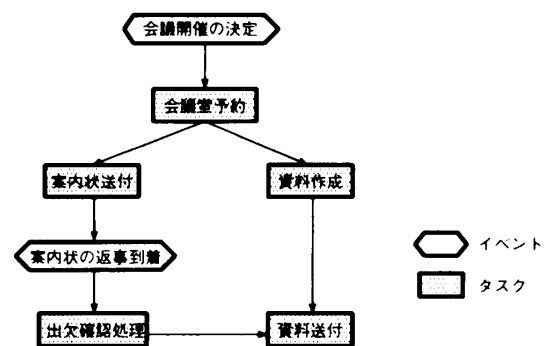 会議開催の決定
会議室予約
案内状送付
資料作成
案内状の返事到着
イベント
タスク
出欠確認処理
資料送付